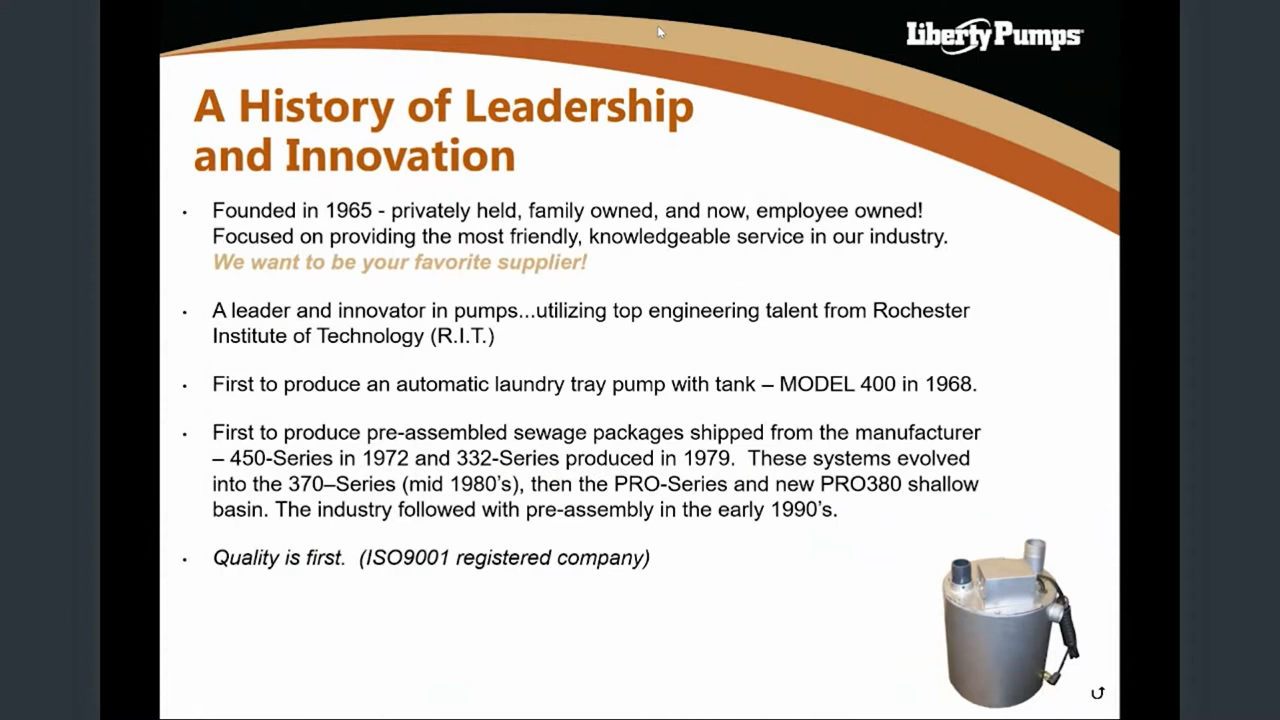 Liberty Pumps
A History of Leadership
and Innovation
• Founded in 1965 - privately held, family owned, and now, employee owned!
Focused on providing the most friendly, knowledgeable service in our industry.
We want to be your favorite supplier!
• A leader and innovator in pumps...utilizing top engineering talent from Rochester
Institute of Technology (R.I.T.)
• First to produce an automatic laundry tray pump with tank – MODEL 400 in 1968.
• First to produce pre-assembled sewage packages shipped from the manufacturer
– 450-Series in 1972 and 332-Series produced in 1979.  These systems evolved
into the 370–Series (mid 1980’s), then the PRO-Series and new PRO380 shallow
basin. The industry followed with pre-assembly in the early 1990’s.
• Quality is first.  (ISO9001 registered company)